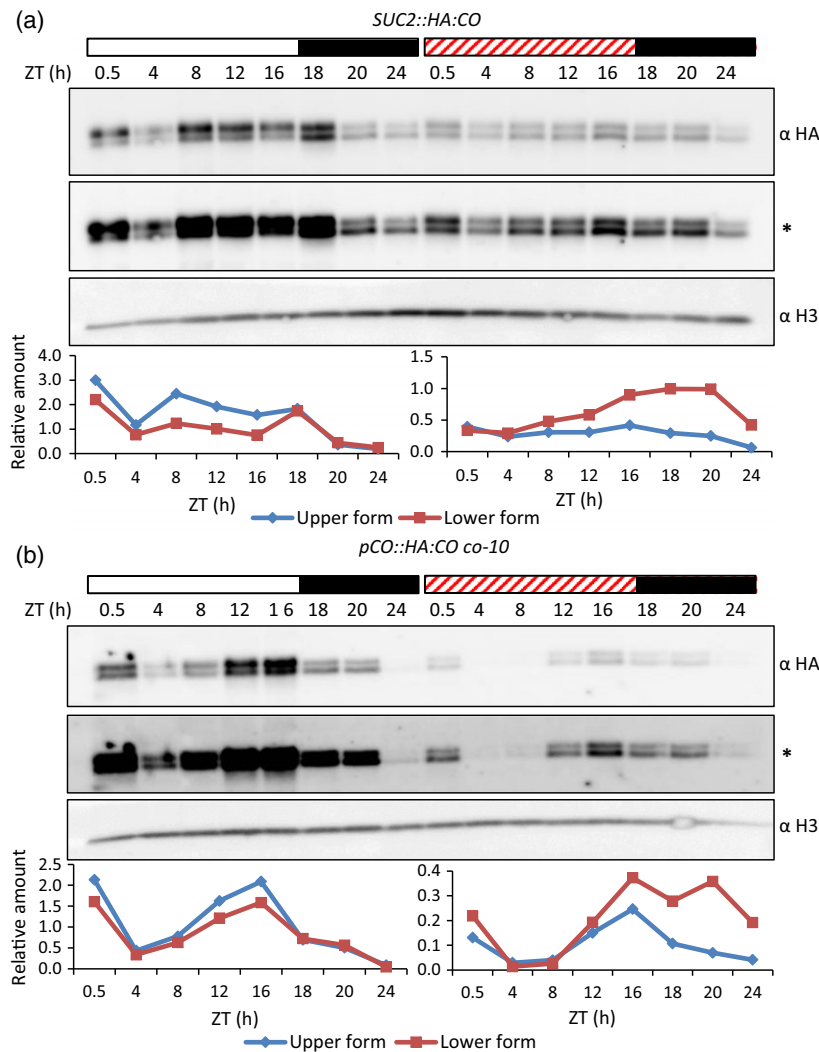 (a)
SUC2::HA:CO
ZT (h) 0.5 4 8 12 16 18 20 24 0.5 4 8 12 16 18 20 24
α HA
*
α H3
Relative amount
4.0
3.0
2.0
1.0
0.0
0.5 4 8 12 16 18 20 24
ZT (h)
1.5
1.0
0.5
0.0
0.5 4 8 12 16 18 20 24
ZT (h)
Upper form Lower form
(b)
pCO::HA:CO co-10
ZT (h) 0.5 4 8 12 1 6 18 20 24 0.5 4 8 12 16 18 20 24
α HA
*
α H3
Relative amount
2.5
2.0
1.5
1.0
0.5
0.0
0.5 4 8 12 16 18 20 24
ZT (h)
0.4
0.3
0.2
0.1
0.0
0.5 4 8 12 16 18 20 24
ZT (h)
Upper form Lower form